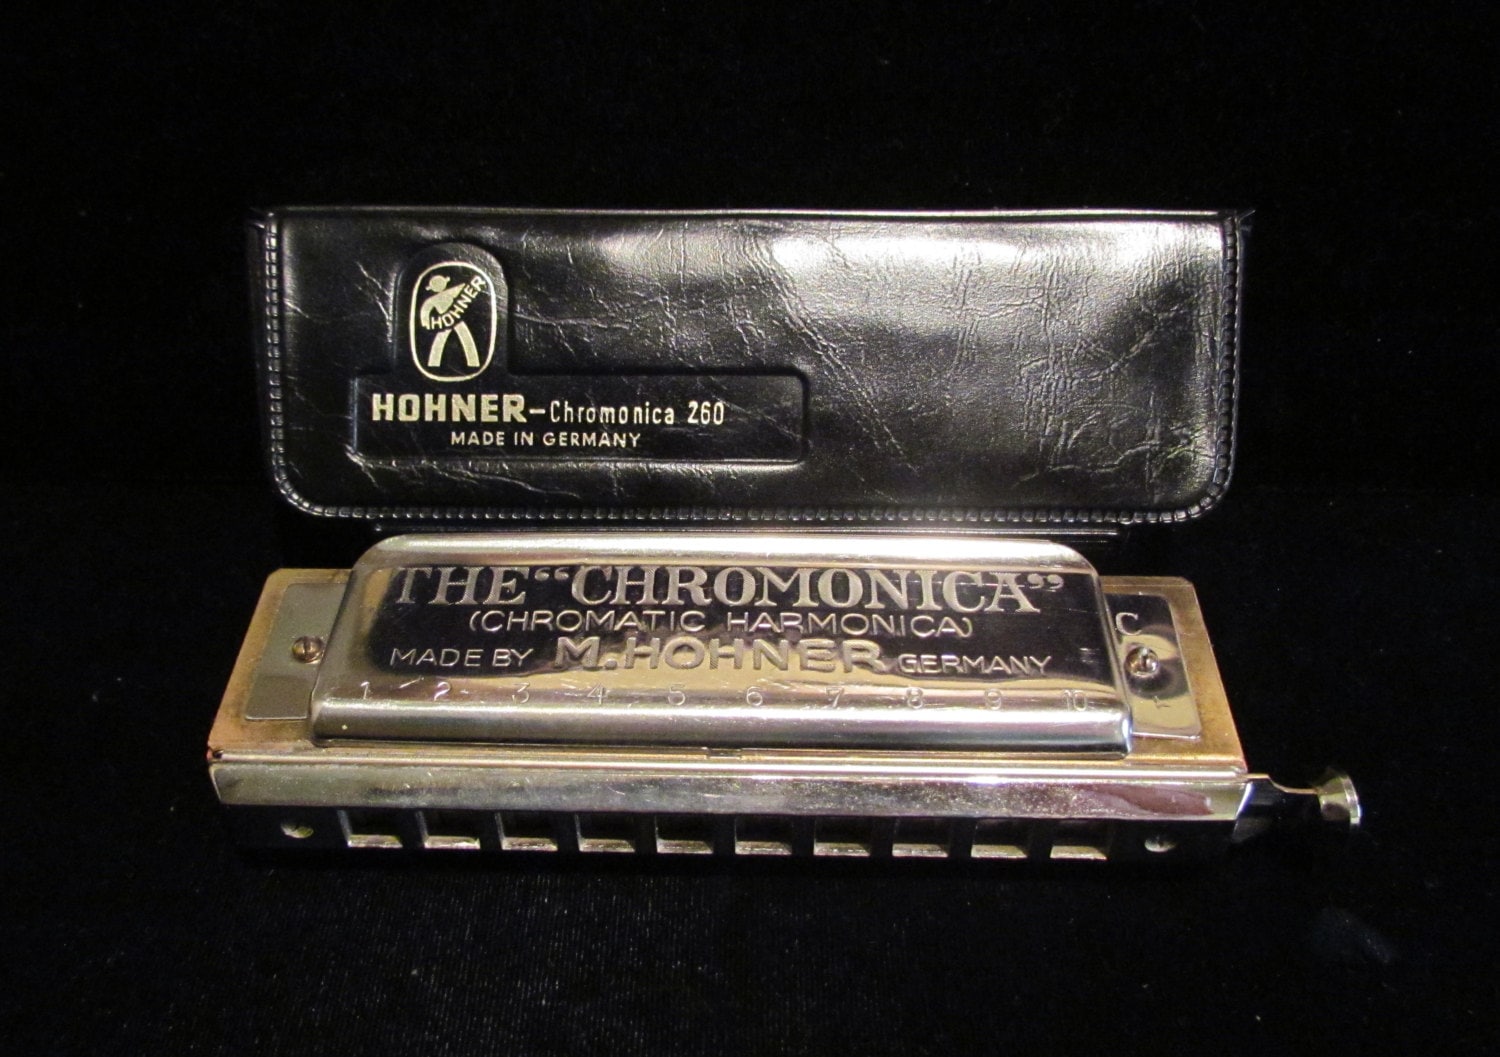 HOHNER
HOHNER-Chromonica 260
MADE IN GERMANY
THE "CHROMONICA"
(CHROMATIC HARMONICA)
MADE BY M.HOHNER GERMANY
C
1 2 3 4 5 6 7 8 9 10